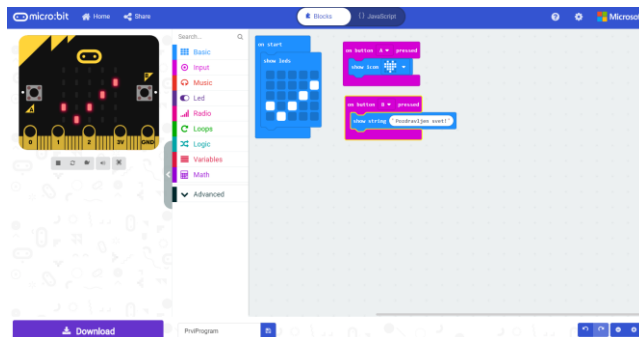 micro:bit Home Share Blocks {} JavaScript Microsoft
Search...
Basic
Input
Music
Led
Radio
Loops
Logic
Variables
Math
Advanced
0 1 2 3V GND
on start
show leds
on button A pressed
show icon
on button B pressed
show string "Pozdravljen svet!"
Download
PrviProgram